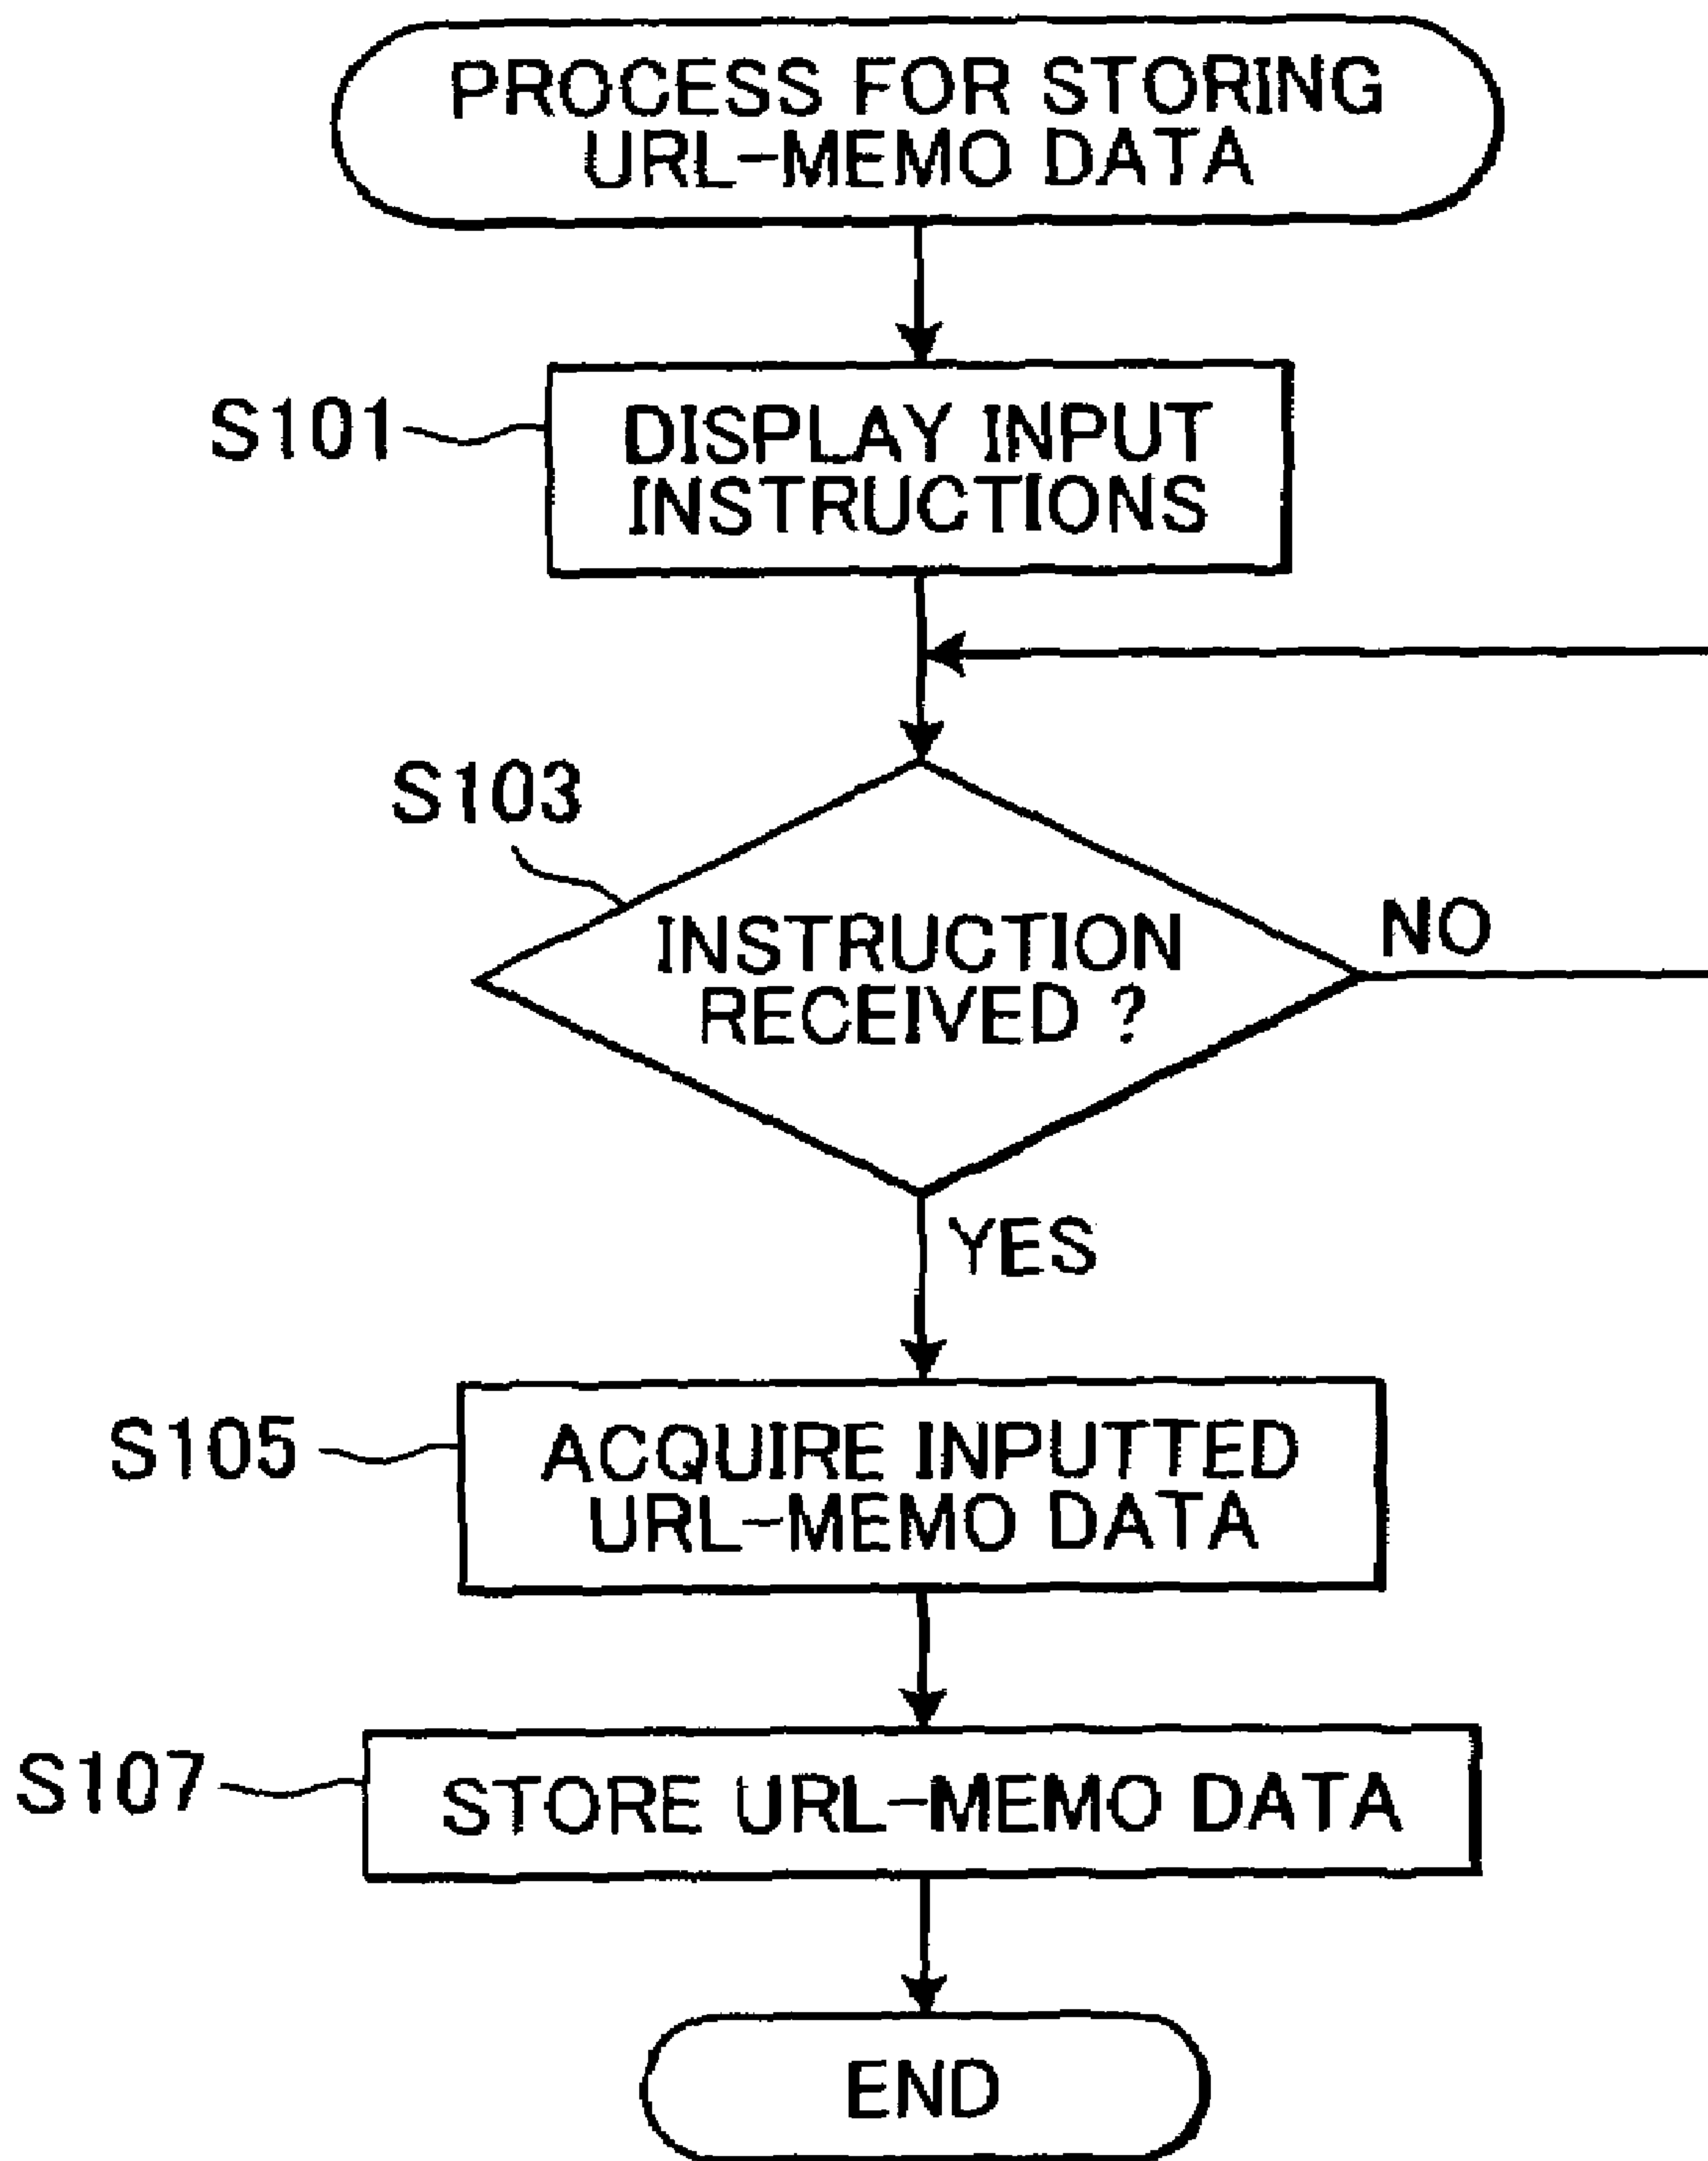 PROCESS FOR STORING
URL-MEMO DATA
S101
DISPLAY INPUT
INSTRUCTIONS
S103
INSTRUCTION
RECEIVED ?
NO
YES
S105
ACQUIRE INPUTTED
URL-MEMO DATA
S107
STORE URL-MEMO DATA
END